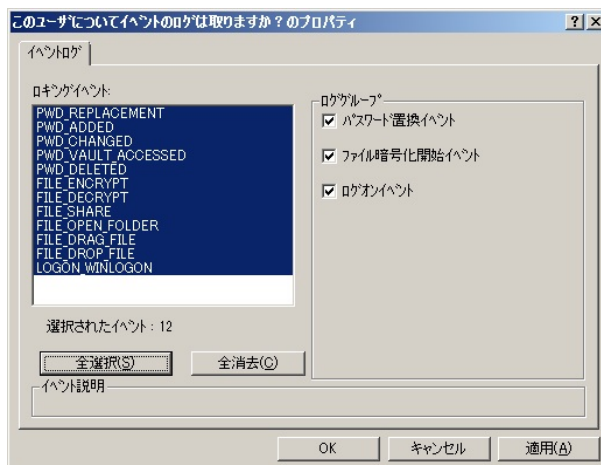 このユーザについてイベントのログは取りますか？のプロパティ
イベントログ
ロギングイベント:
PWD_REPLACEMENT
PWD_ADDED
PWD_CHANGED
PWD_VAULT_ACCESSED
PWD_DELETED
FILE_ENCRYPT
FILE_DECRYPT
FILE_SHARE
FILE_OPEN_FOLDER
FILE_DRAG_FILE
FILE_DROP_FILE
LOGON_WINLOGON
選択されたイベント : 12
全選択(S)
全消去(C)
ロググループ
パスワード置換イベント
ファイル暗号化開始イベント
ログオンイベント
イベント説明
OK
キャンセル
適用(A)